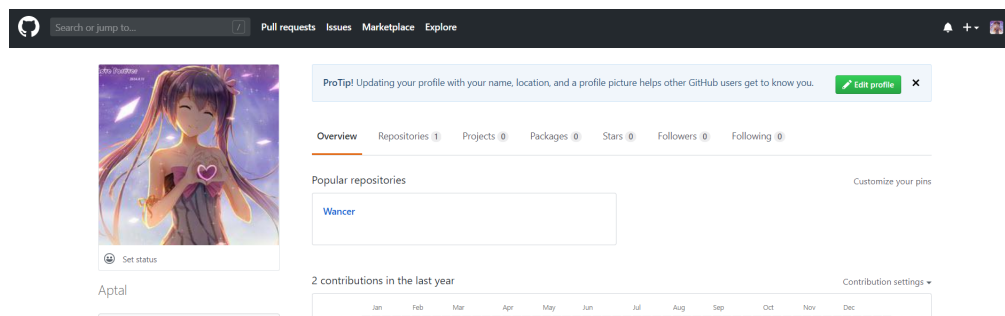 Search or jump to... /
Pull requests Issues Marketplace Explore
ProTip! Updating your profile with your name, location, and a profile picture helps other GitHub users get to know you.
Edit profile
Overview Repositories 1 Projects 0 Packages 0 Stars 0 Followers 0 Following 0
Popular repositories
Customize your pins
Wancer
Set status
Aptal
2 contributions in the last year
Contribution settings
Jan Feb Mar Apr May Jun Jul Aug Sep Oct Nov Dec